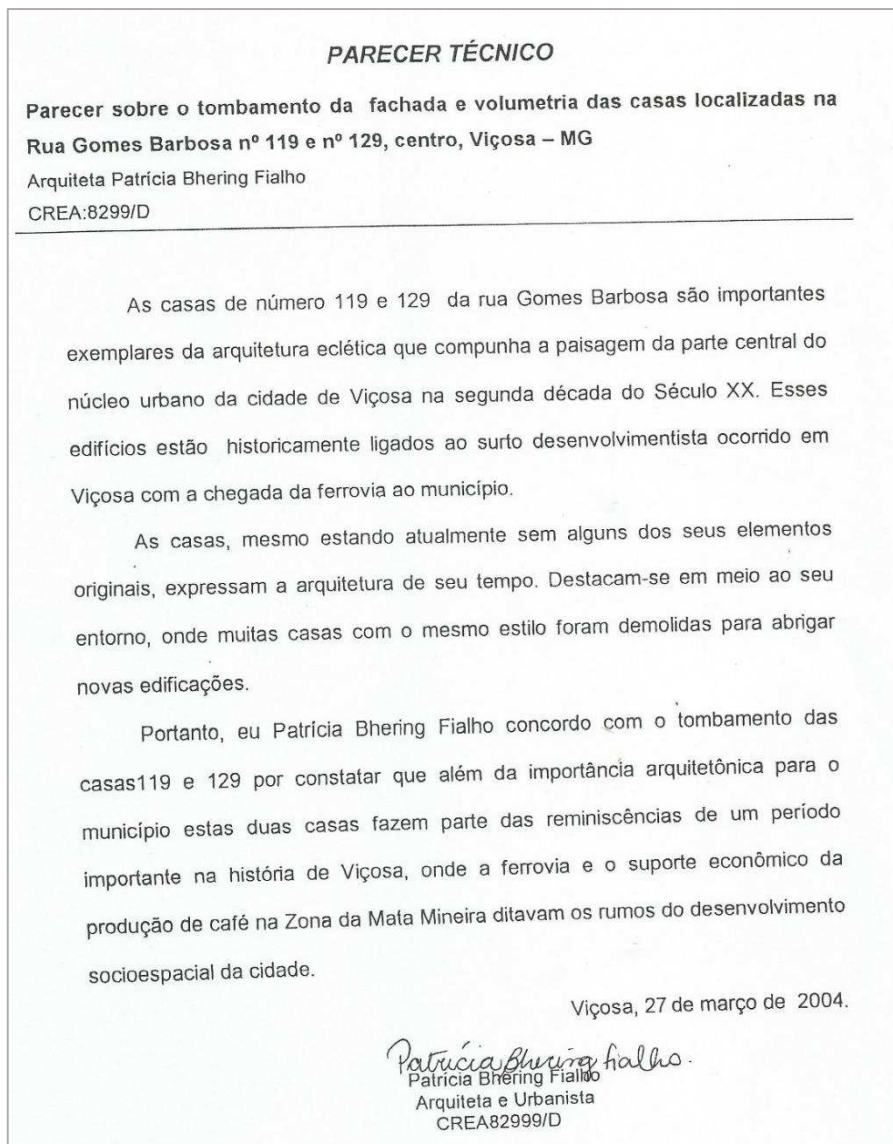 PARECER TÉCNICO
Parecer sobre o tombamento da fachada e volumetria das casas localizadas na
Rua Gomes Barbosa nº 119 e nº 129, centro, Viçosa – MG
Arquiteta Patrícia Bhering Fialho
CREA:8299/D
As casas de número 119 e 129 da rua Gomes Barbosa são importantes
exemplares da arquitetura eclética que compunha a paisagem da parte central do
núcleo urbano da cidade de Viçosa na segunda década do Século XX. Esses
edifícios estão historicamente ligados ao surto desenvolvimentista ocorrido em
Viçosa com a chegada da ferrovia ao município.
As casas, mesmo estando atualmente sem alguns dos seus elementos
originais, expressam a arquitetura de seu tempo. Destacam-se em meio ao seu
entorno, onde muitas casas com o mesmo estilo foram demolidas para abrigar
novas edificações.
Portanto, eu Patrícia Bhering Fialho concordo com o tombamento das
casas119 e 129 por constatar que além da importância arquitetônica para o
município estas duas casas fazem parte das reminiscências de um período
importante na história de Viçosa, onde a ferrovia e o suporte econômico da
produção de café na Zona da Mata Mineira ditavam os rumos do desenvolvimento
socioespacial da cidade.
Viçosa, 27 de março de 2004.
Patrícia Bhering Fialho.
Patrícia Bhering Fialho
Arquiteta e Urbanista
CREA82999/D